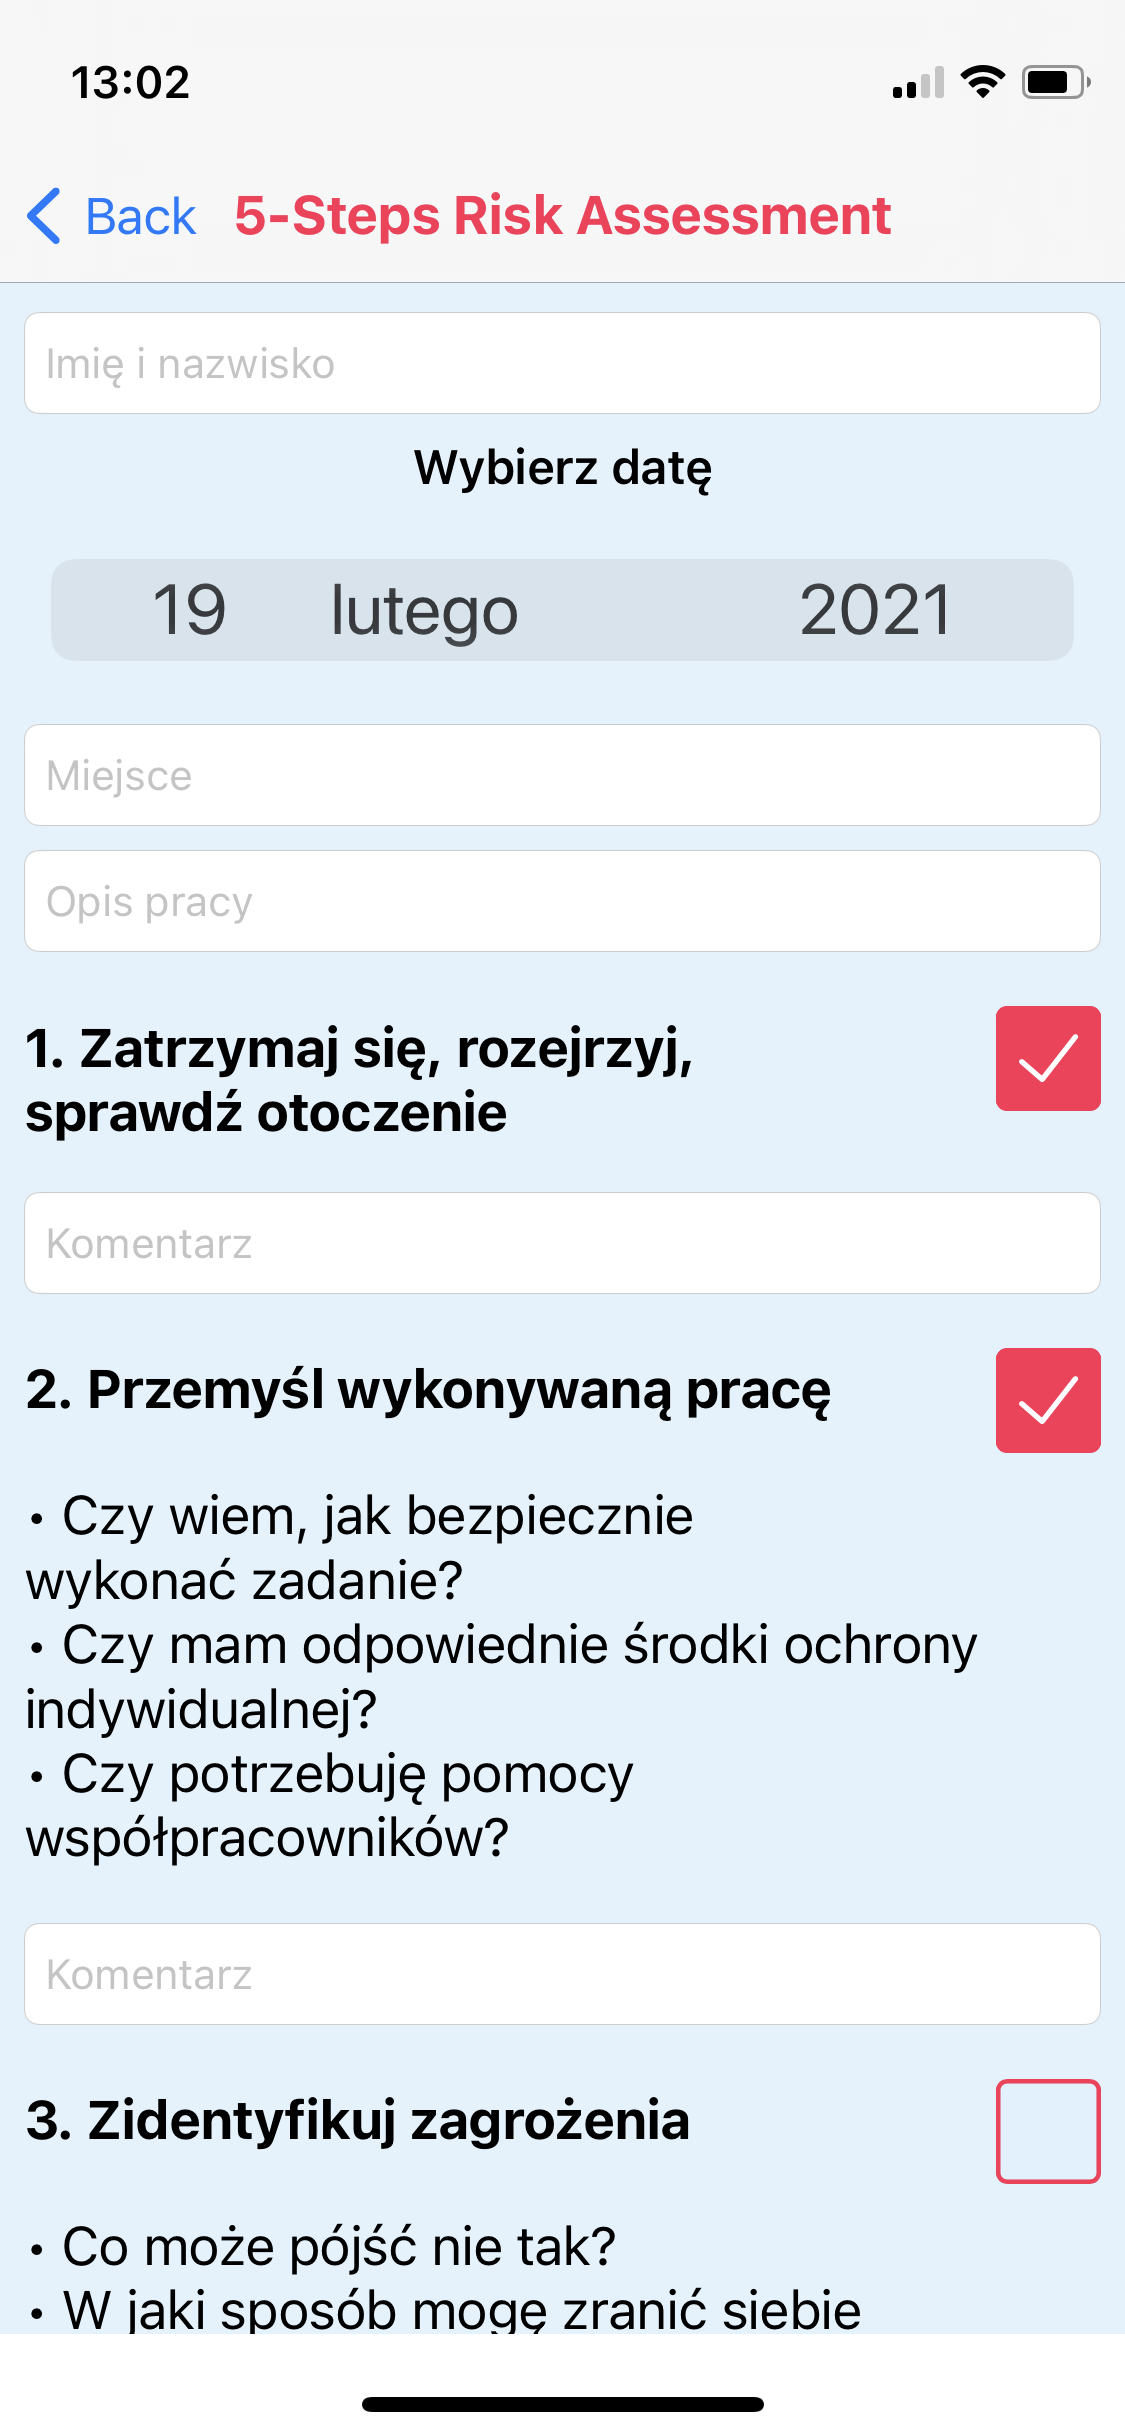 13:02
Back 5-Steps Risk Assessment
Imię i nazwisko
Wybierz datę
19 lutego 2021
Miejsce
Opis pracy
1. Zatrzymaj się, rozejrzyj,
sprawdź otoczenie
Komentarz
2. Przemyśl wykonywaną pracę
• Czy wiem, jak bezpiecznie
wykonać zadanie?
• Czy mam odpowiednie środki ochrony
indywidualnej?
• Czy potrzebuję pomocy
współpracowników?
Komentarz
3. Zidentyfikuj zagrożenia
• Co może pójść nie tak?
• W jaki sposób mogę zranić siebie